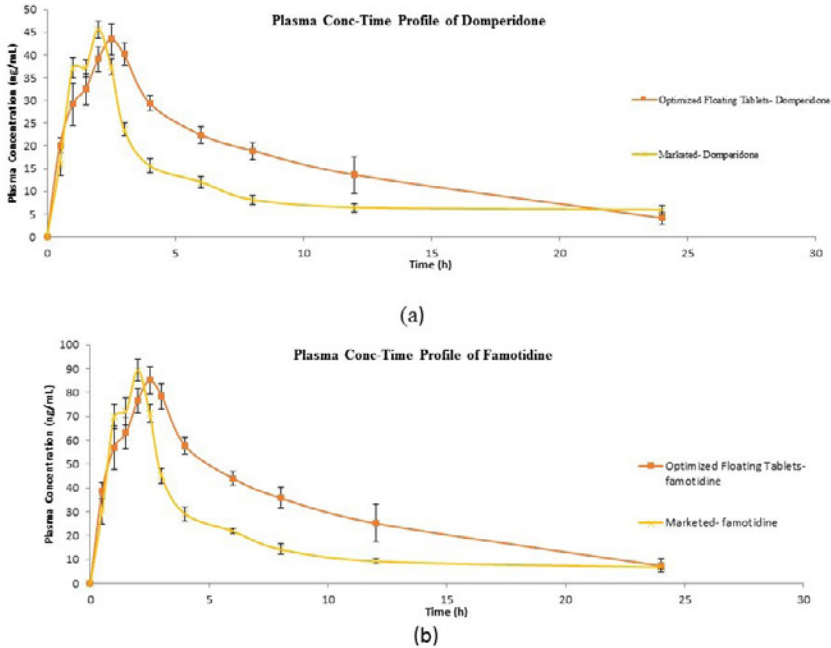 Plasma Conc-Time Profile of Domperidone
Plasma Concentration (ng/mL)
50
45
40
35
30
25
20
15
10
5
0
0
5
10
15
20
25
30
Time (h)
Optimized Floating Tablets- Domperidone
Marketed- Domperidone
(a)
Plasma Conc-Time Profile of Famotidine
Plasma Concentration (ng/mL)
100
90
80
70
60
50
40
30
20
10
0
0
5
10
15
20
25
30
Time (h)
Optimized Floating Tablets-
famotidine
Marketed- famotidine
(b)